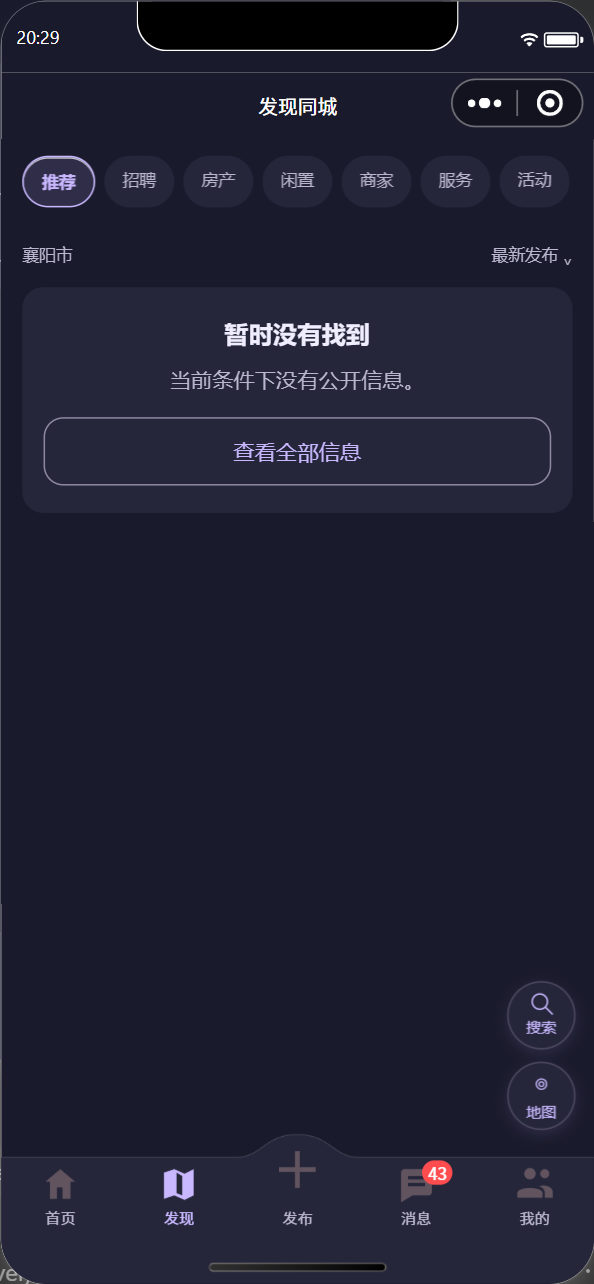 20:29
发现同城
推荐 招聘 房产 闲置 商家 服务 活动
襄阳市 最新发布
暂时没有找到
当前条件下没有公开信息。
查看全部信息
搜索
地图
43
首页 发现 发布 消息 我的